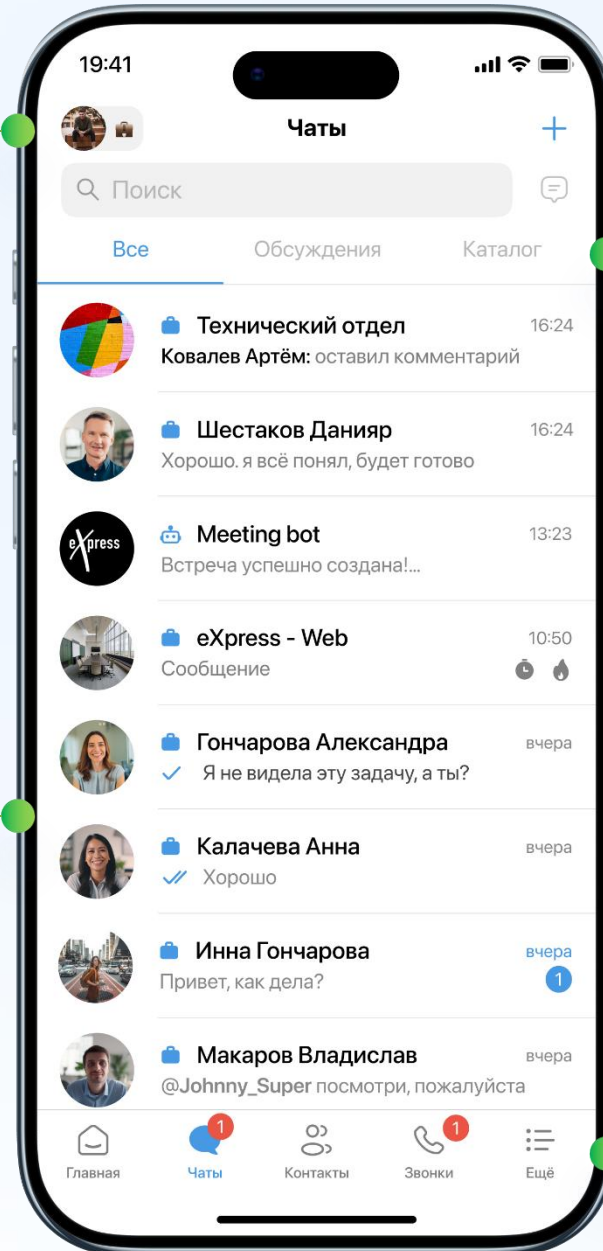 19:41
Чаты
Поиск
Все Обсуждения Каталог
Технический отдел 16:24
Ковалев Артём: оставил комментарий
Шестаков Данияр 16:24
Хорошо. я всё понял, будет готово
eXpress
Meeting bot 13:23
Встреча успешно создана!...
eXpress - Web 10:50
Сообщение
Гончарова Александра вчера
Я не видела эту задачу, а ты?
Калачева Анна вчера
Хорошо
Инна Гончарова вчера
Привет, как дела? 1
Макаров Владислав вчера
@Johnny_Super посмотри, пожалуйста
1 1
Главная Чаты Контакты Звонки Ещё